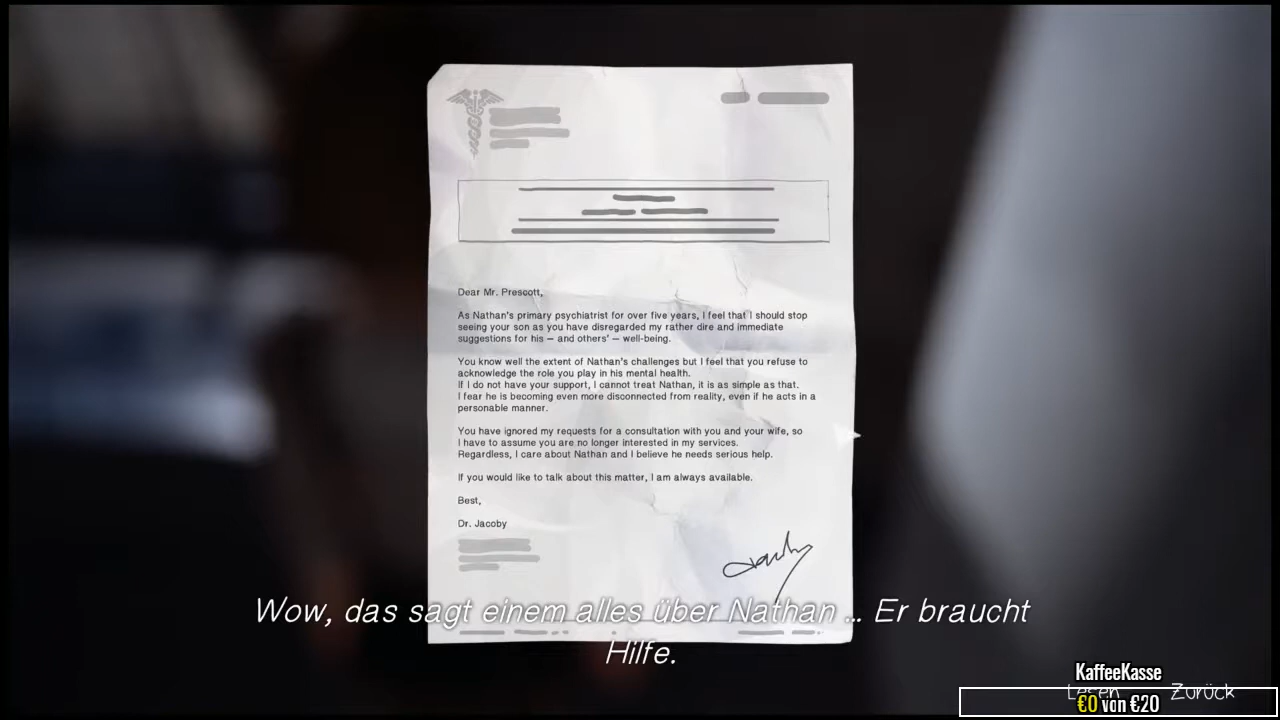 Dear Mr. Prescott,
As Nathan's primary psychiatrist for over five years, I feel that I should stop
seeing your son as you have disregarded my rather dire and immediate
suggestions for his — and others' — well-being.
You know well the extent of Nathan's challenges but I feel that you refuse to
acknowledge the role you play in his mental health.
If I do not have your support, I cannot treat Nathan, it is as simple as that.
I fear he is becoming even more disconnected from reality, even if he acts in a
personable manner.
You have ignored my requests for a consultation with you and your wife, so
I have to assume you are no longer interested in my services.
Regardless, I care about Nathan and I believe he needs serious help.
If you would like to talk about this matter, I am always available.
Best,
Dr. Jacoby
Wow, das sagt einem alles über Nathan ... Er braucht
Hilfe.
KaffeeKasse
Lesen Zurück
€0 von €20